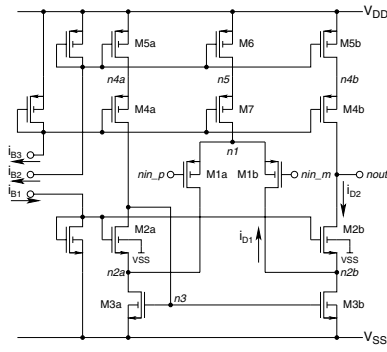 V_DD
M5a M6 M5b
n4a n5 n4b
M4a M7 M4b
i_B3
n1
i_B2 nin_p M1a M1b nin_m nout
i_B1 i_D2
M2a i_D1 M2b
VSS VSS
n2a n2b
M3a n3 M3b
V_SS